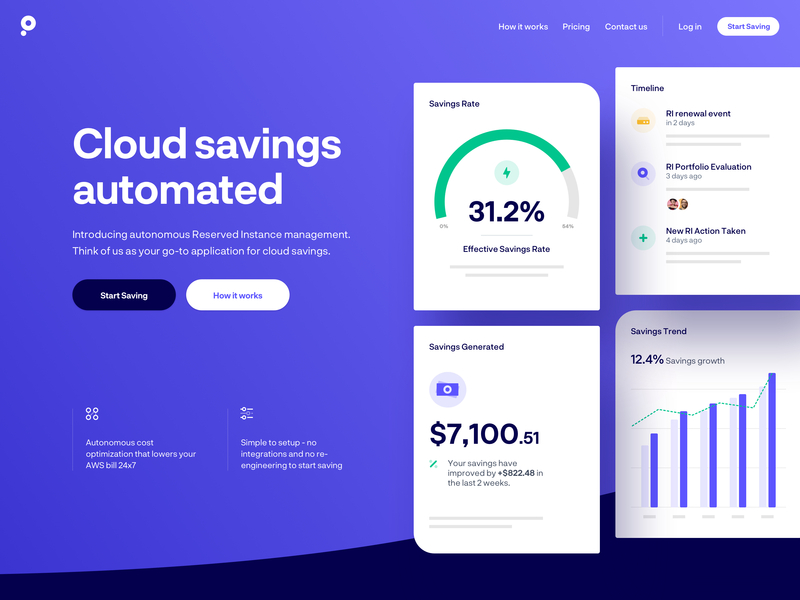 How it works
Pricing
Contact us
Log in
Start Saving
Cloud savings
automated
Introducing autonomous Reserved Instance management.
Think of us as your go-to application for cloud savings.
Start Saving
How it works
Autonomous cost
optimization that lowers your
AWS bill 24x7
Simple to setup - no
integrations and no re-
engineering to start saving
Savings Rate
31.2%
0%
94%
Effective Savings Rate
Savings Generated
$7,100.51
Your savings have
improved by +$822.48 in
the last 2 weeks.
Timeline
RI renewal event
in 2 days
RI Portfolio Evaluation
3 days ago
New RI Action Taken
4 days ago
Savings Trend
12.4% Savings growth